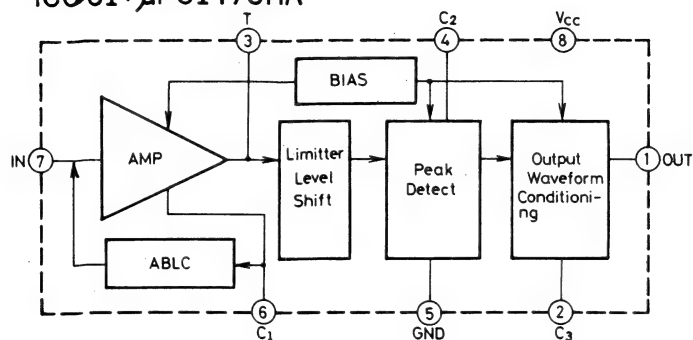 T
3
C2
4
VCC
8
BIAS
IN 7
AMP
Limitter
Level
Shift
Peak
Detect
Output
Waveform
Conditioni-
ng
1 OUT
ABLC
6
C1
5
GND
2
C3